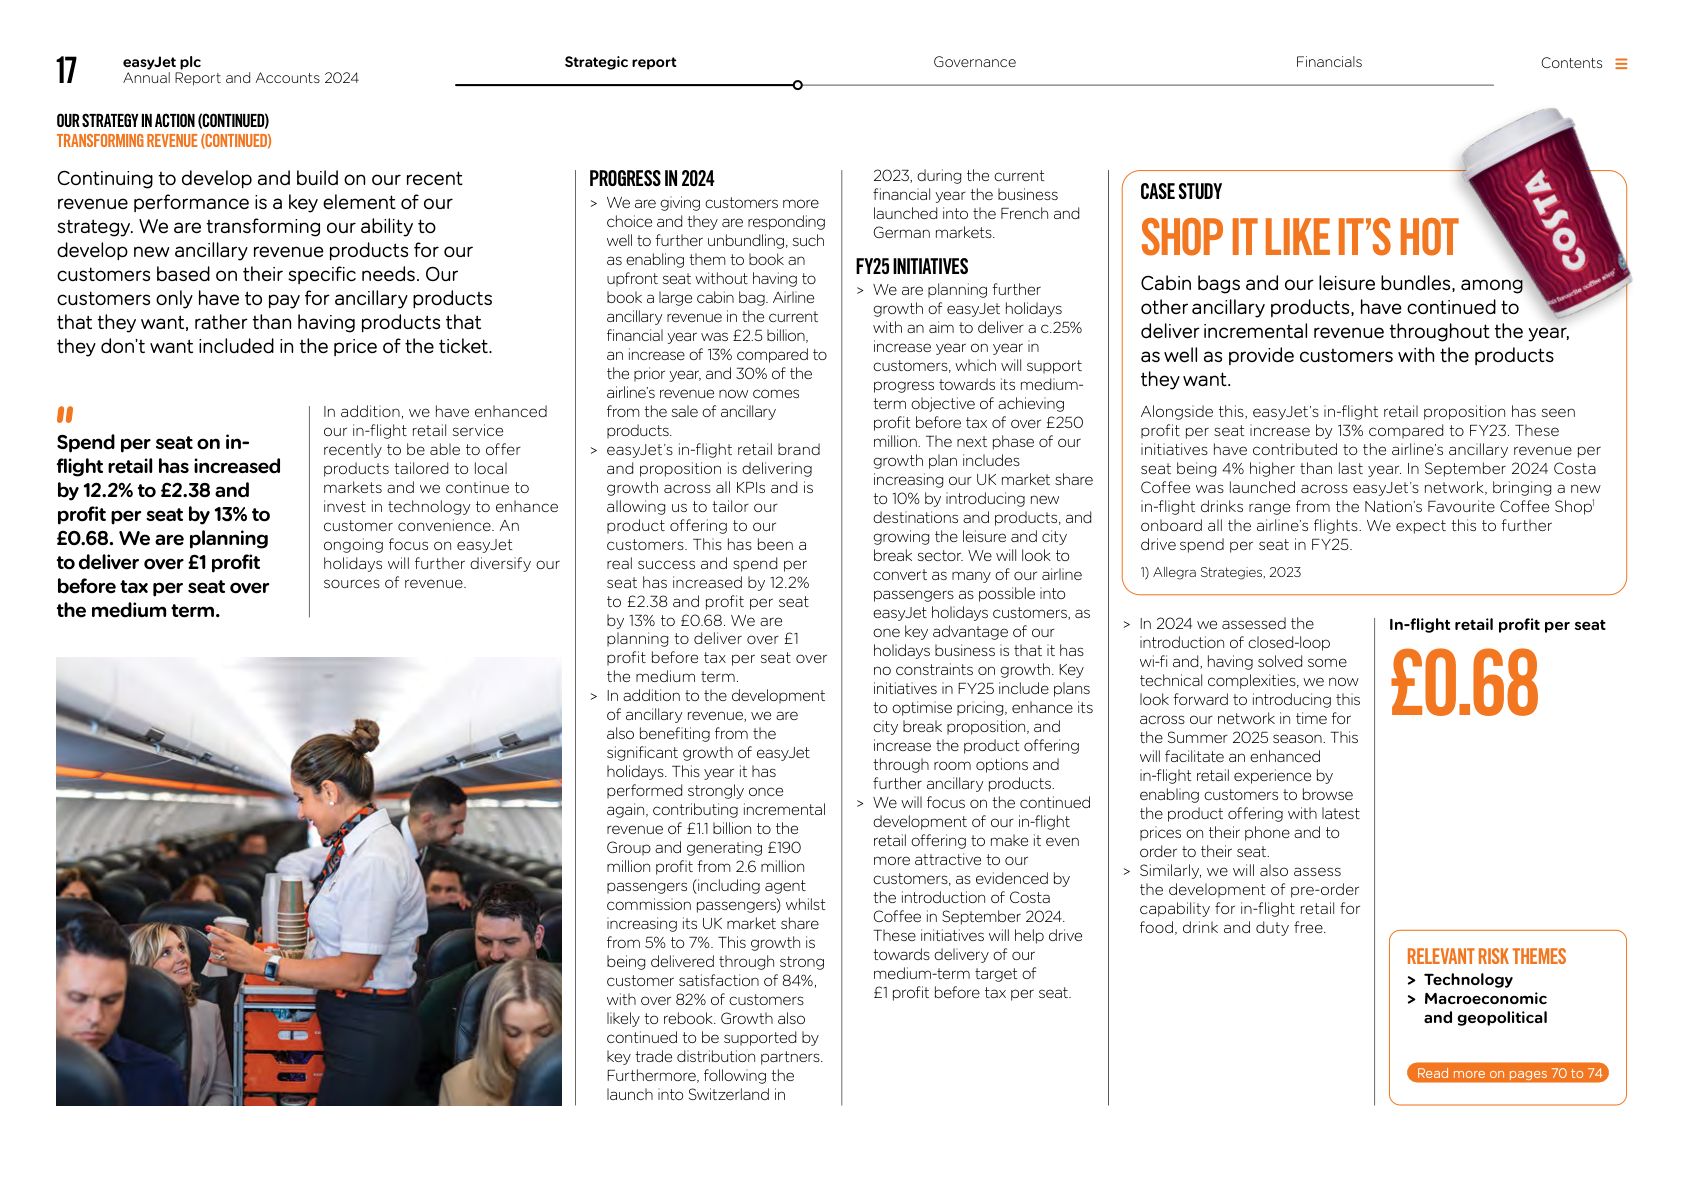 17
easyJet plc
Annual Report and Accounts 2024
Strategic report
Governance
Financials
Contents
OUR STRATEGY IN ACTION (CONTINUED)
TRANSFORMING REVENUE (CONTINUED)
Continuing to develop and build on our recent
revenue performance is a key element of our
strategy. We are transforming our ability to
develop new ancillary revenue products for our
customers based on their specific needs. Our
customers only have to pay for ancillary products
that they want, rather than having products that
they don't want included in the price of the ticket.
"
Spend per seat on in-
flight retail has increased
by 12.2% to £2.38 and
profit per seat by 13% to
£0.68. We are planning
to deliver over £1 profit
before tax per seat over
the medium term.
In addition, we have enhanced
our in-flight retail service
recently to be able to offer
products tailored to local
markets and we continue to
invest in technology to enhance
customer convenience. An
ongoing focus on easyJet
holidays will further diversify our
sources of revenue.
PROGRESS IN 2024
> We are giving customers more
choice and they are responding
well to further unbundling, such
as enabling them to book an
upfront seat without having to
book a large cabin bag. Airline
ancillary revenue in the current
financial year was £2.5 billion,
an increase of 13% compared to
the prior year, and 30% of the
airline's revenue now comes
from the sale of ancillary
products.
> easyJet's in-flight retail brand
and proposition is delivering
growth across all KPIs and is
allowing us to tailor our
product offering to our
customers. This has been a
real success and spend per
seat has increased by 12.2%
to £2.38 and profit per seat
by 13% to £0.68. We are
planning to deliver over £1
profit before tax per seat over
the medium term.
> In addition to the development
of ancillary revenue, we are
also benefiting from the
significant growth of easyJet
holidays. This year it has
performed strongly once
again, contributing incremental
revenue of £1.1 billion to the
Group and generating £190
million profit from 2.6 million
passengers (including agent
commission passengers) whilst
increasing its UK market share
from 5% to 7%. This growth is
being delivered through strong
customer satisfaction of 84%,
with over 82% of customers
likely to rebook. Growth also
continued to be supported by
key trade distribution partners.
Furthermore, following the
launch into Switzerland in
2023, during the current
financial year the business
launched into the French and
German markets.
FY25 INITIATIVES
> We are planning further
growth of easyJet holidays
with an aim to deliver a c.25%
increase year on year in
customers, which will support
progress towards its medium-
term objective of achieving
profit before tax of over £250
million. The next phase of our
growth plan includes
increasing our UK market share
to 10% by introducing new
destinations and products, and
growing the leisure and city
break sector. We will look to
convert as many of our airline
passengers as possible into
easyJet holidays customers, as
one key advantage of our
holidays business is that it has
no constraints on growth. Key
initiatives in FY25 include plans
to optimise pricing, enhance its
city break proposition, and
increase the product offering
through room options and
further ancillary products.
> We will focus on the continued
development of our in-flight
retail offering to make it even
more attractive to our
customers, as evidenced by
the introduction of Costa
Coffee in September 2024.
These initiatives will help drive
towards delivery of our
medium-term target of
£1 profit before tax per seat.
CASE STUDY
SHOP IT LIKE IT'S HOT
COSTA
Cabin bags and our leisure bundles, among
other ancillary products, have continued to
deliver incremental revenue throughout the year,
as well as provide customers with the products
they want.
Alongside this, easyJet's in-flight retail proposition has seen
profit per seat increase by 13% compared to FY23. These
initiatives have contributed to the airline's ancillary revenue per
seat being 4% higher than last year. In September 2024 Costa
Coffee was launched across easyJet's network, bringing a new
in-flight drinks range from the Nation's Favourite Coffee Shop1
onboard all the airline's flights. We expect this to further
drive spend per seat in FY25.
1) Allegra Strategies, 2023
> In 2024 we assessed the
introduction of closed-loop
wi-fi and, having solved some
technical complexities, we now
look forward to introducing this
across our network in time for
the Summer 2025 season. This
will facilitate an enhanced
in-flight retail experience by
enabling customers to browse
the product offering with latest
prices on their phone and to
order to their seat.
> Similarly, we will also assess
the development of pre-order
capability for in-flight retail for
food, drink and duty free.
In-flight retail profit per seat
£0.68
RELEVANT RISK THEMES
> Technology
> Macroeconomic
and geopolitical
Read more on pages 70 to 74